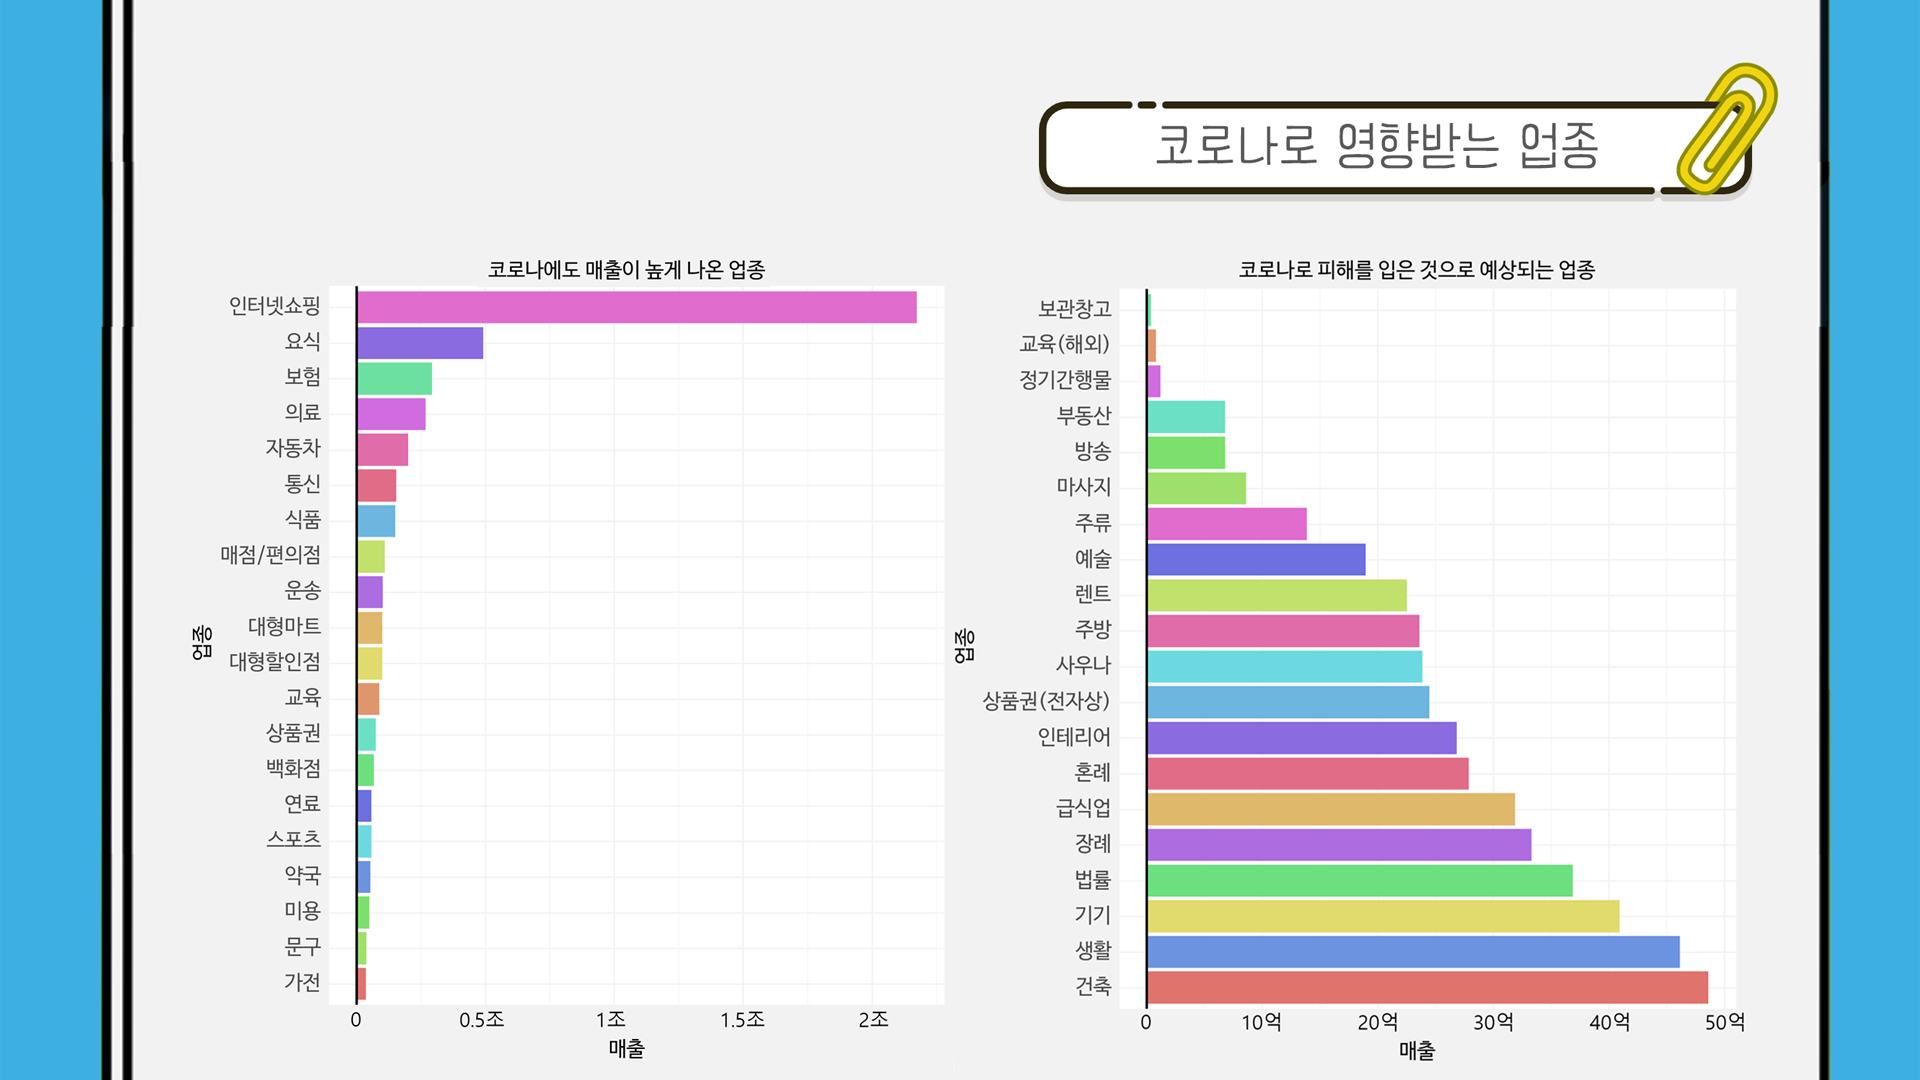 코로나로 영향받는 업종
코로나에도 매출이 높게 나온 업종
인터넷쇼핑
요식
보험
의료
자동차
통신
식품
매점/편의점
운송
대형마트
대형할인점
교육
상품권
백화점
연료
스포츠
약국
미용
문구
가전
업종
0 0.5조 1조 1.5조 2조
매출
코로나로 피해를 입은 것으로 예상되는 업종
보관창고
교육(해외)
정기간행물
부동산
방송
마사지
주류
예술
렌트
주방
사우나
상품권(전자상)
인테리어
혼례
급식업
장례
법률
기기
생활
건축
업종
0 10억 20억 30억 40억 50억
매출